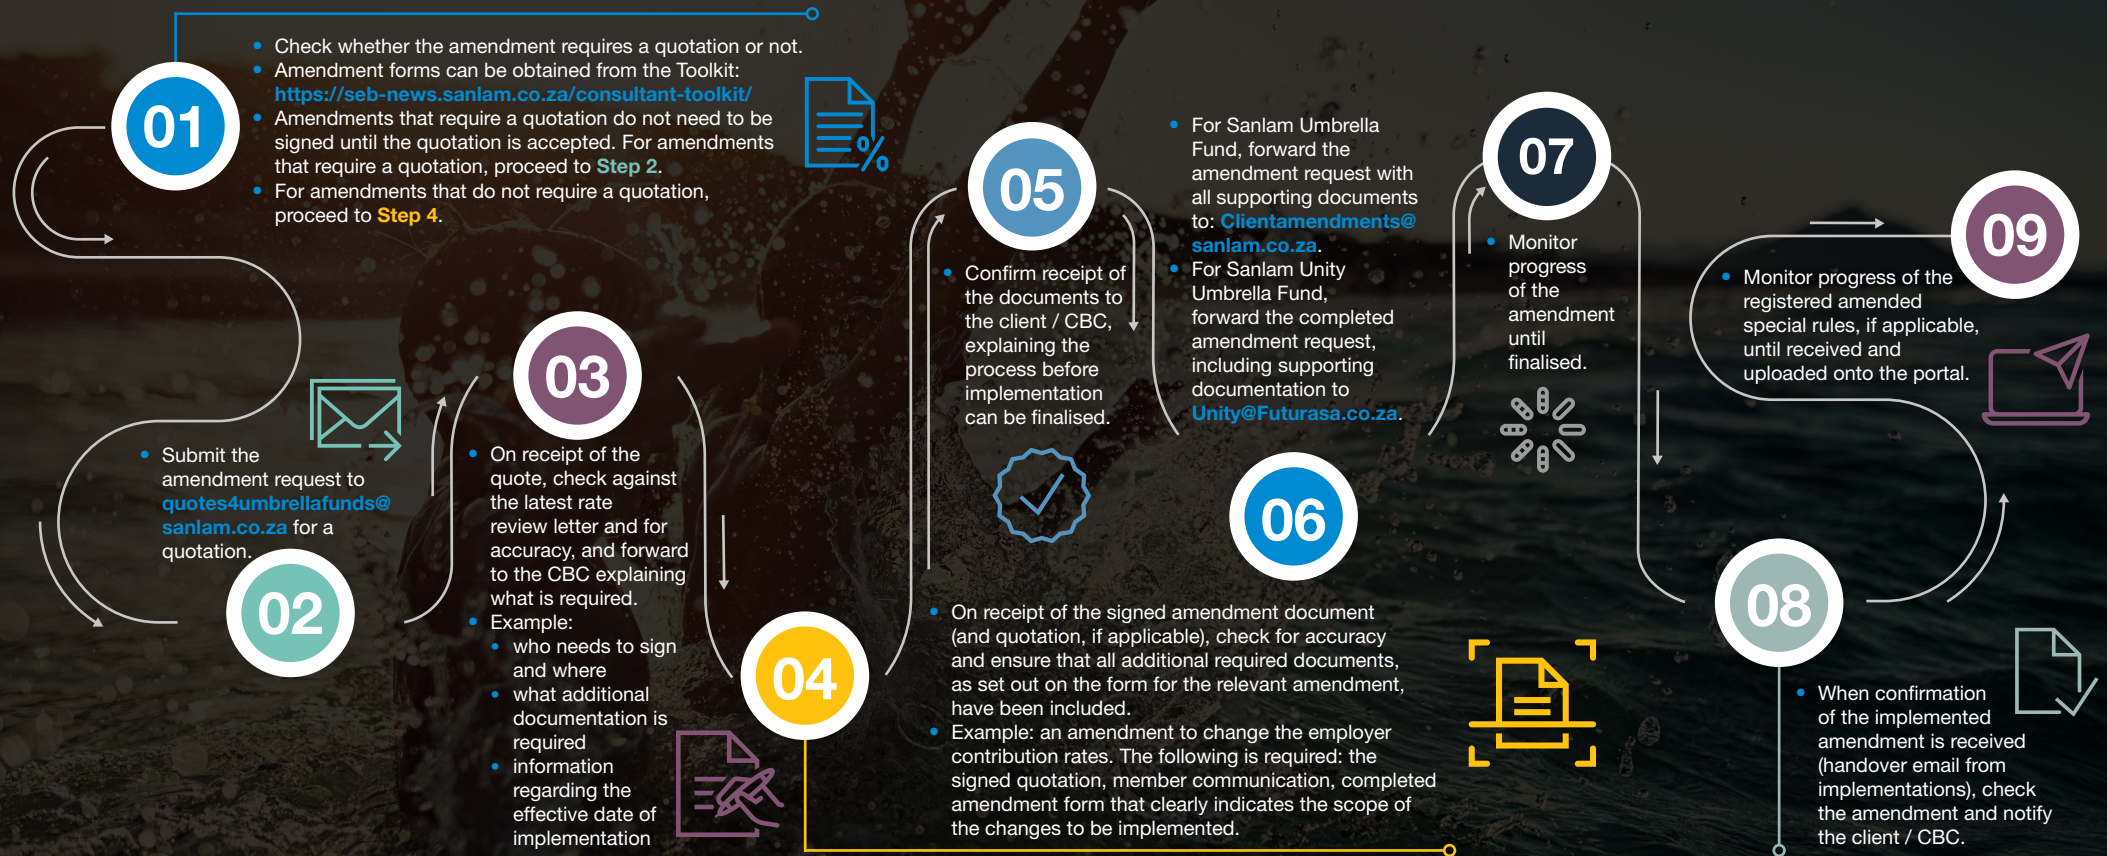 01
• Check whether the amendment requires a quotation or not.
• Amendment forms can be obtained from the Toolkit:
https://seb-news.sanlam.co.za/consultant-toolkit/
• Amendments that require a quotation do not need to be
signed until the quotation is accepted. For amendments
that require a quotation, proceed to Step 2.
• For amendments that do not require a quotation,
proceed to Step 4.
%
• Submit the
amendment request to
quotes4umbrellafunds@
sanlam.co.za for a
quotation.
02
03
• On receipt of the
quote, check against
the latest rate
review letter and for
accuracy, and forward
to the CBC explaining
what is required.
• Example:
• who needs to sign
and where
• what additional
documentation is
required
• information
regarding the
effective date of
implementation
04
• On receipt of the signed amendment document
(and quotation, if applicable), check for accuracy
and ensure that all additional required documents,
as set out on the form for the relevant amendment,
have been included.
• Example: an amendment to change the employer
contribution rates. The following is required: the
signed quotation, member communication, completed
amendment form that clearly indicates the scope of
the changes to be implemented.
05
• Confirm receipt of
the documents to
the client / CBC,
explaining the
process before
implementation
can be finalised.
• For Sanlam Umbrella
Fund, forward the
amendment request with
all supporting documents
to: Clientamendments@
sanlam.co.za.
• For Sanlam Unity
Umbrella Fund,
forward the completed
amendment request,
including supporting
documentation to
Unity@Futurasa.co.za.
06
07
• Monitor
progress
of the
amendment
until
finalised.
08
• When confirmation
of the implemented
amendment is received
(handover email from
implementations), check
the amendment and notify
the client / CBC.
09
• Monitor progress of the
registered amended
special rules, if applicable,
until received and
uploaded onto the portal.